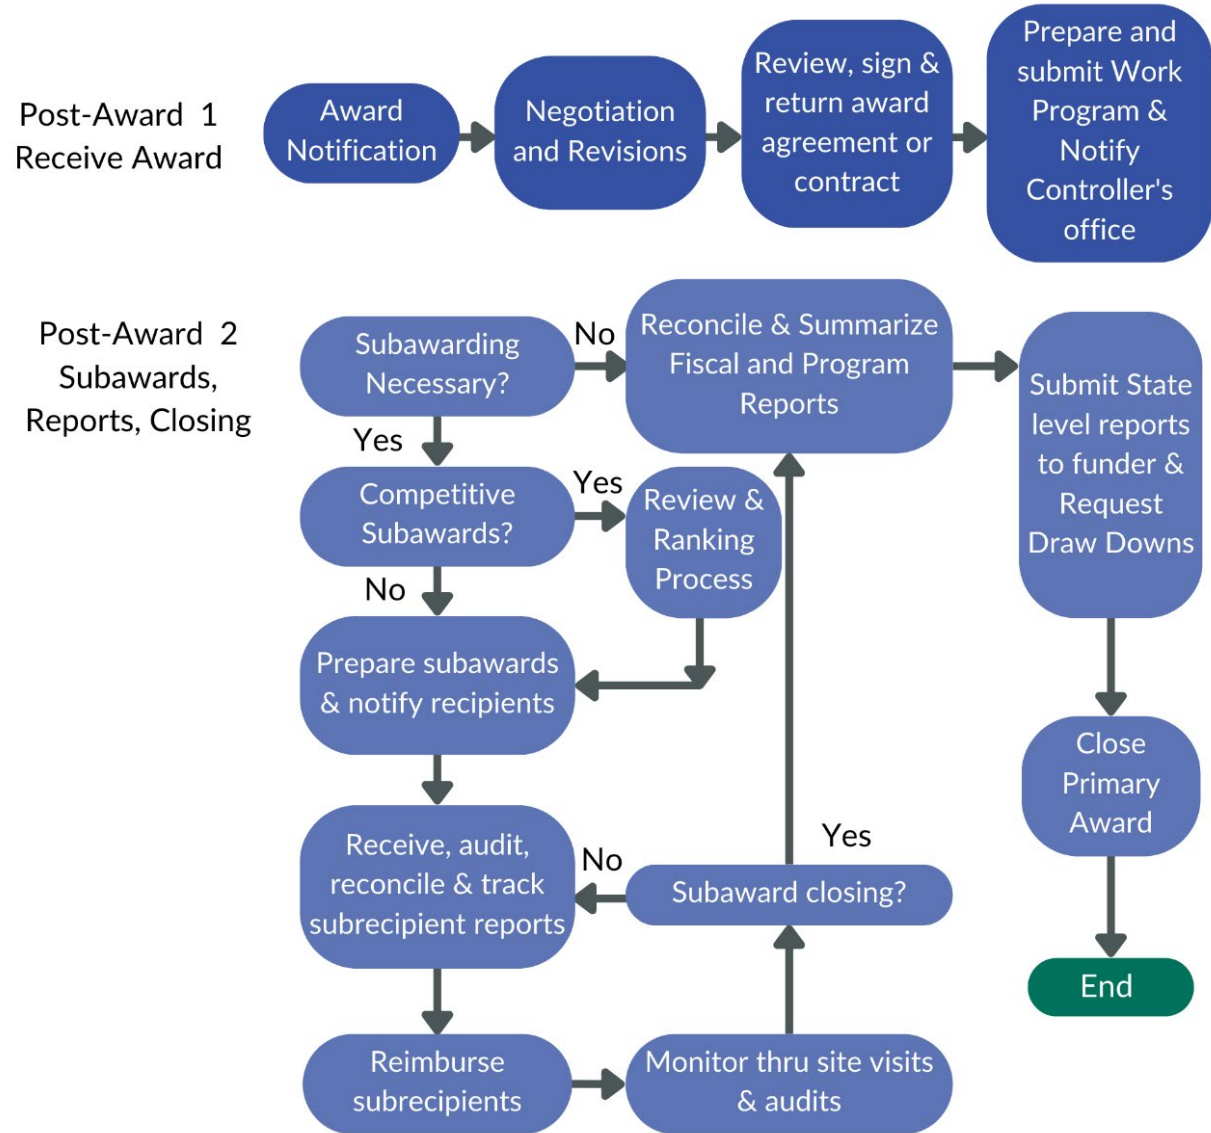 Post-Award 1
Receive Award
Award
Notification
Negotiation
and Revisions
Review, sign &
return award
agreement or
contract
Prepare and
submit Work
Program &
Notify
Controller's
office
Post-Award 2
Subawards,
Reports, Closing
Subawarding
Necessary?
No
Reconcile & Summarize
Fiscal and Program
Reports
Submit State
level reports
to funder &
Request
Draw Downs
Yes
Competitive
Subawards?
Yes
Review &
Ranking
Process
No
Prepare subawards
& notify recipients
Close
Primary
Award
Receive, audit,
reconcile & track
subrecipient reports
No
Yes
Subaward closing?
End
Reimburse
subrecipients
Monitor thru site visits
& audits